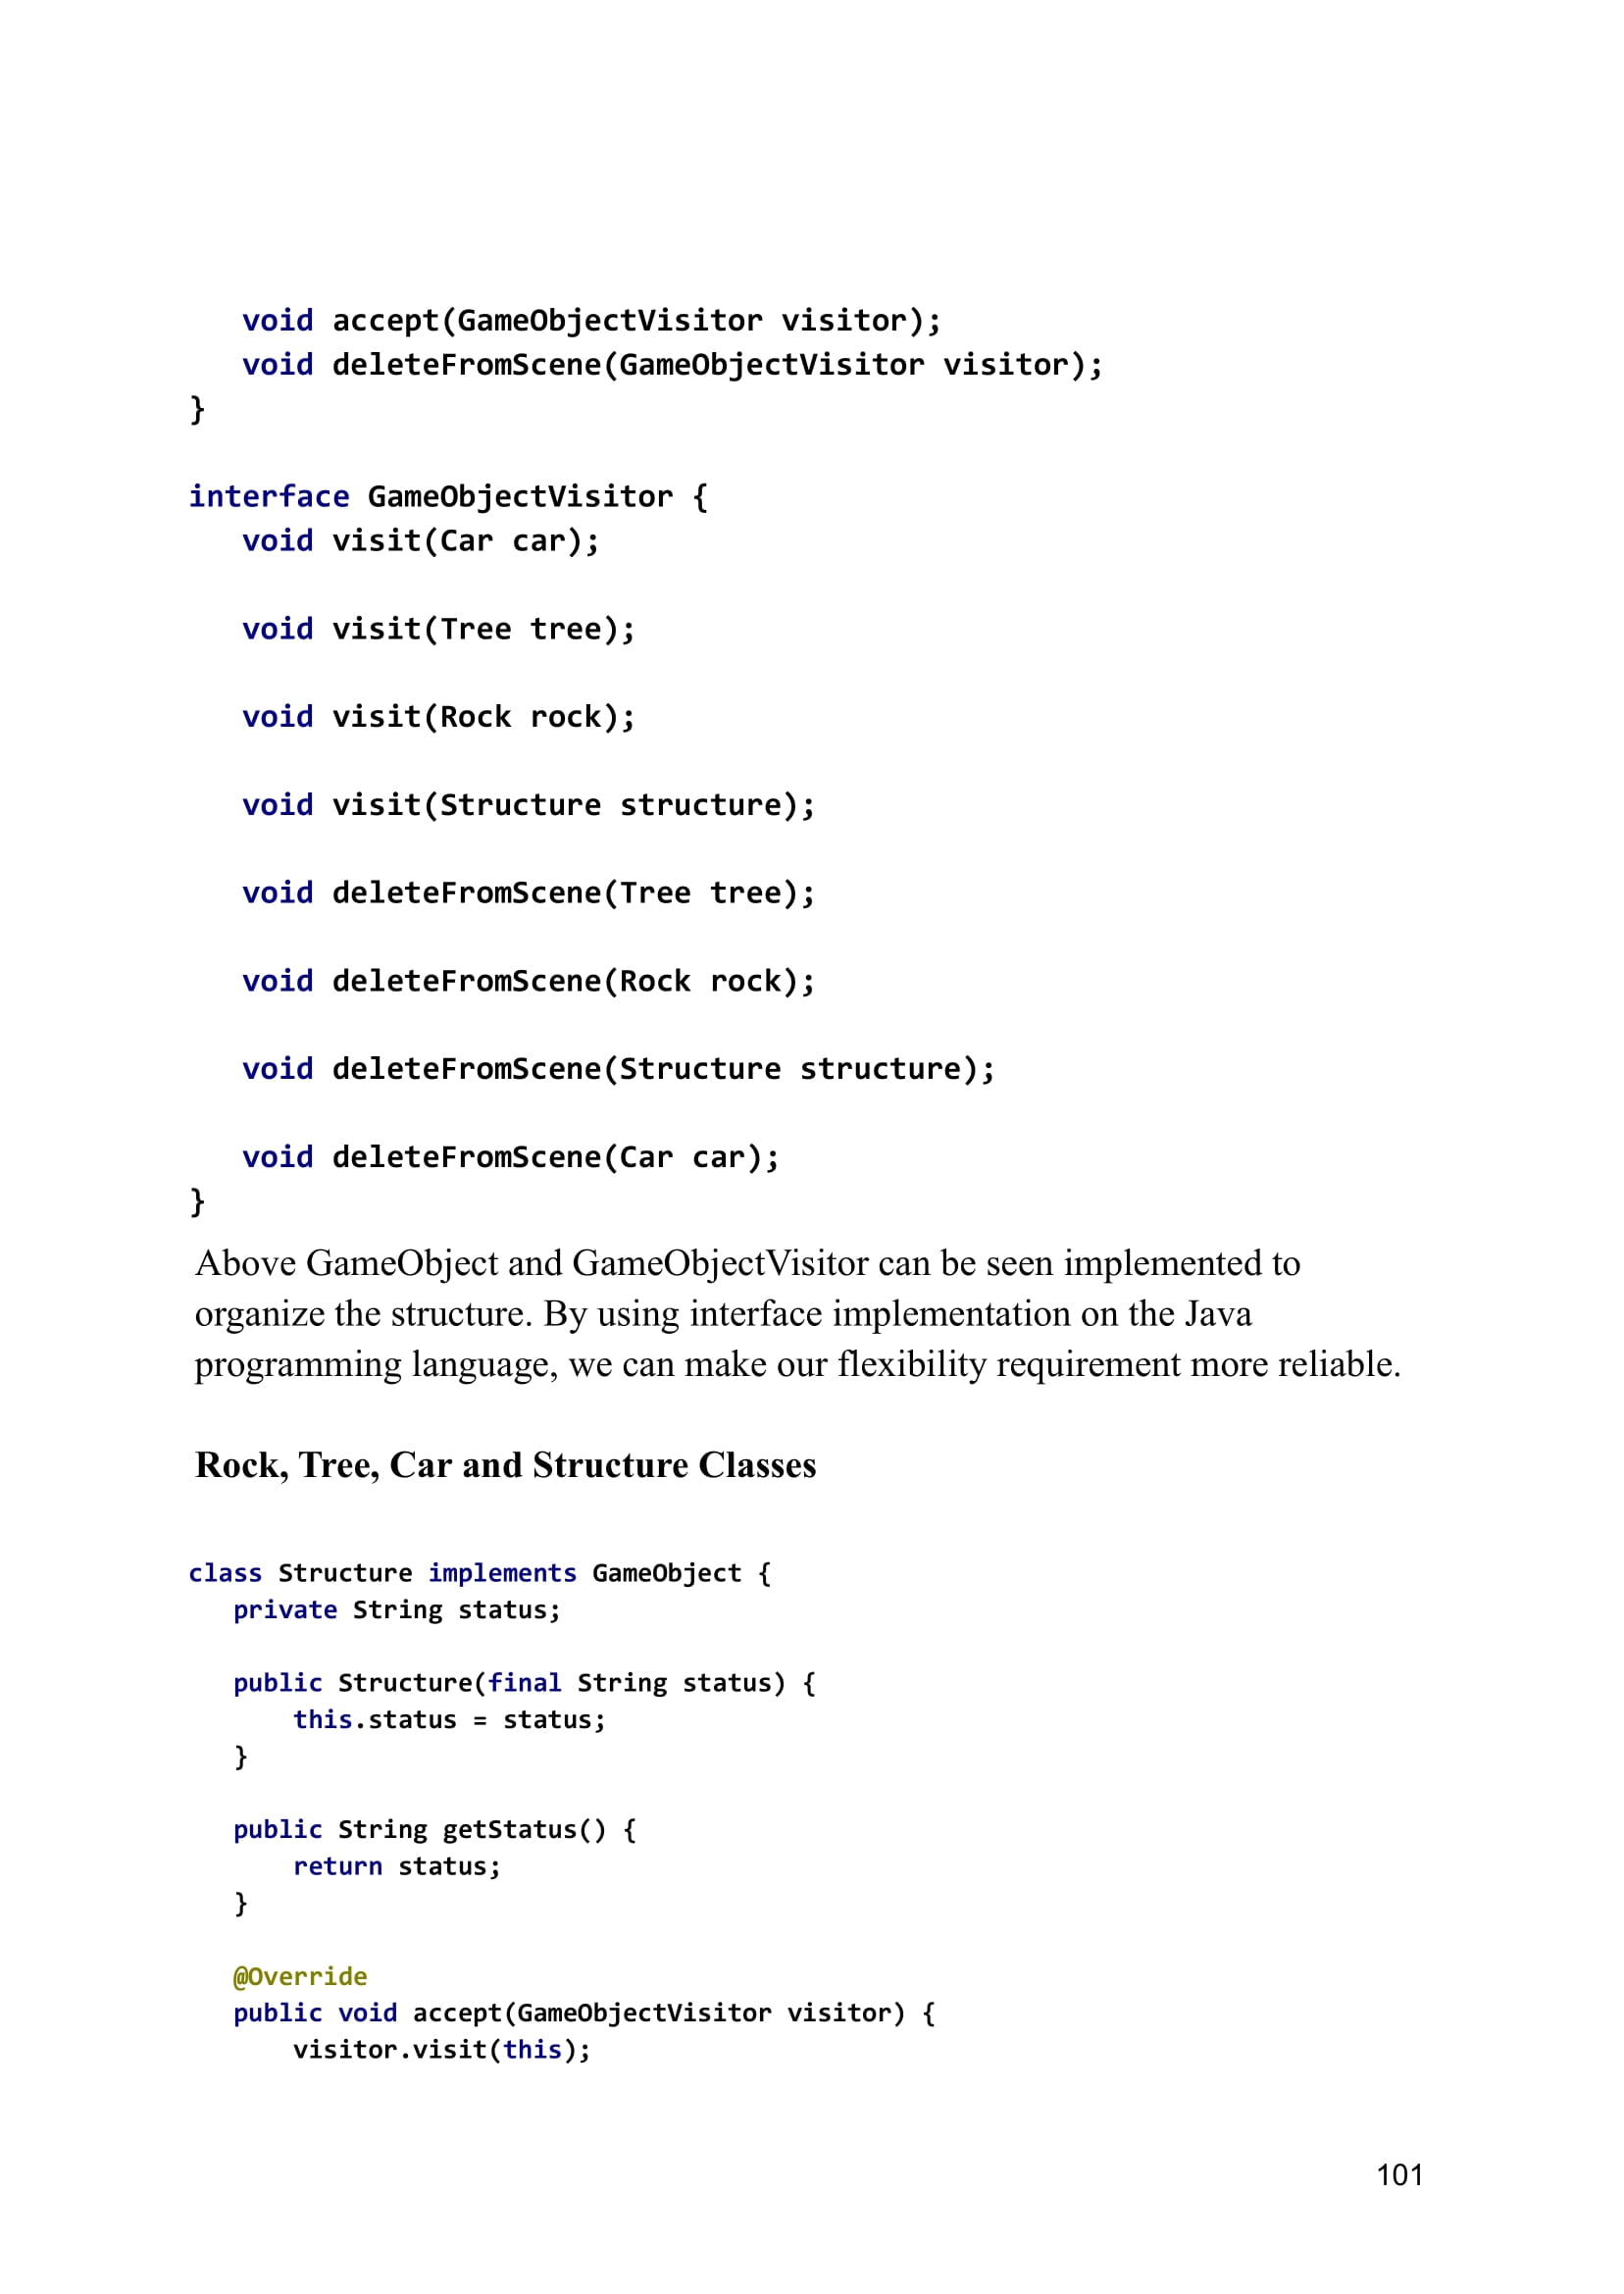 void accept(GameObjectVisitor visitor);
void deleteFromScene(GameObjectVisitor visitor);
}
interface GameObjectVisitor {
void visit(Car car);
void visit(Tree tree);
void visit(Rock rock);
void visit(Structure structure);
void deleteFromScene(Tree tree);
void deleteFromScene(Rock rock);
void deleteFromScene(Structure structure);
void deleteFromScene(Car car);
}
Above GameObject and GameObjectVisitor can be seen implemented to
organize the structure. By using interface implementation on the Java
programming language, we can make our flexibility requirement more reliable.
Rock, Tree, Car and Structure Classes
class Structure implements GameObject {
private String status;
public Structure(final String status) {
this.status = status;
}
public String getStatus() {
return status;
}
@Override
public void accept(GameObjectVisitor visitor) {
visitor.visit(this);
101